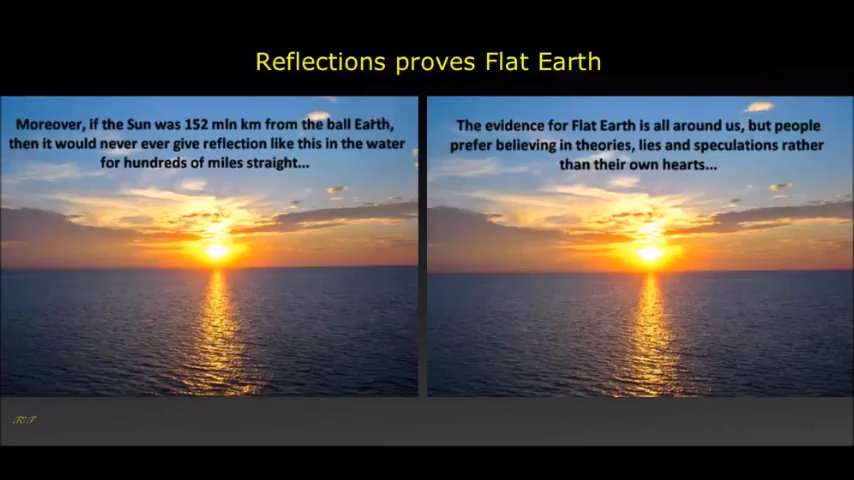 Reflections proves Flat Earth
Moreover, if the Sun was 152 mln km from the ball Earth,
then it would never ever give reflection like this in the water
for hundreds of miles straight...
The evidence for Flat Earth is all around us, but people
prefer believing in theories, lies and speculations rather
than their own hearts...